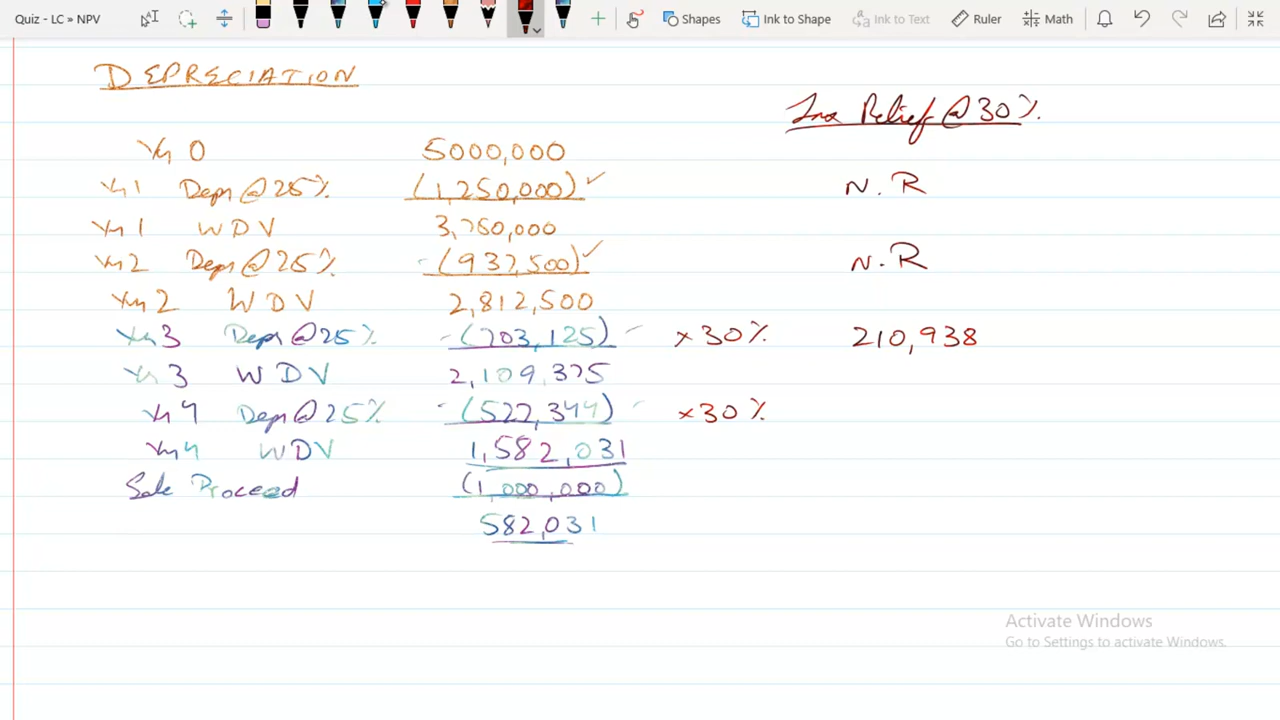 Quiz - LC » NPV
Shapes Ink to Shape Ink to Text Ruler Math
DEPRECIATION
Tax Relief @ 30%
Yr 0 5000,000
Yr 1 Depn @ 25% (1,250,000) ✓ N.R
Yr 1 WDV 3,750,000
Yr 2 Depn @ 25% (937,500) ✓ N.R
Yr 2 WDV 2,812,500
Yr 3 Depn @ 25% (703,125) ×30% 210,938
Yr 3 WDV 2,109,375
Yr 4 Depn @ 25% (527,344) ×30%
Yr 4 WDV 1,582,031
Sale Proceed (1,000,000)
582,031
Activate Windows
Go to Settings to activate Windows.